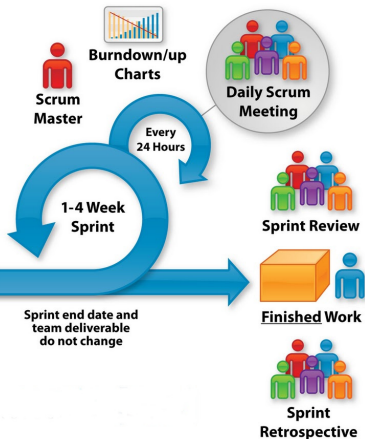 Burndown/up
Charts
Scrum
Master
Daily Scrum
Meeting
Every
24 Hours
1-4 Week
Sprint
Sprint Review
Finished Work
Sprint end date and
team deliverable
do not change
Sprint
Retrospective